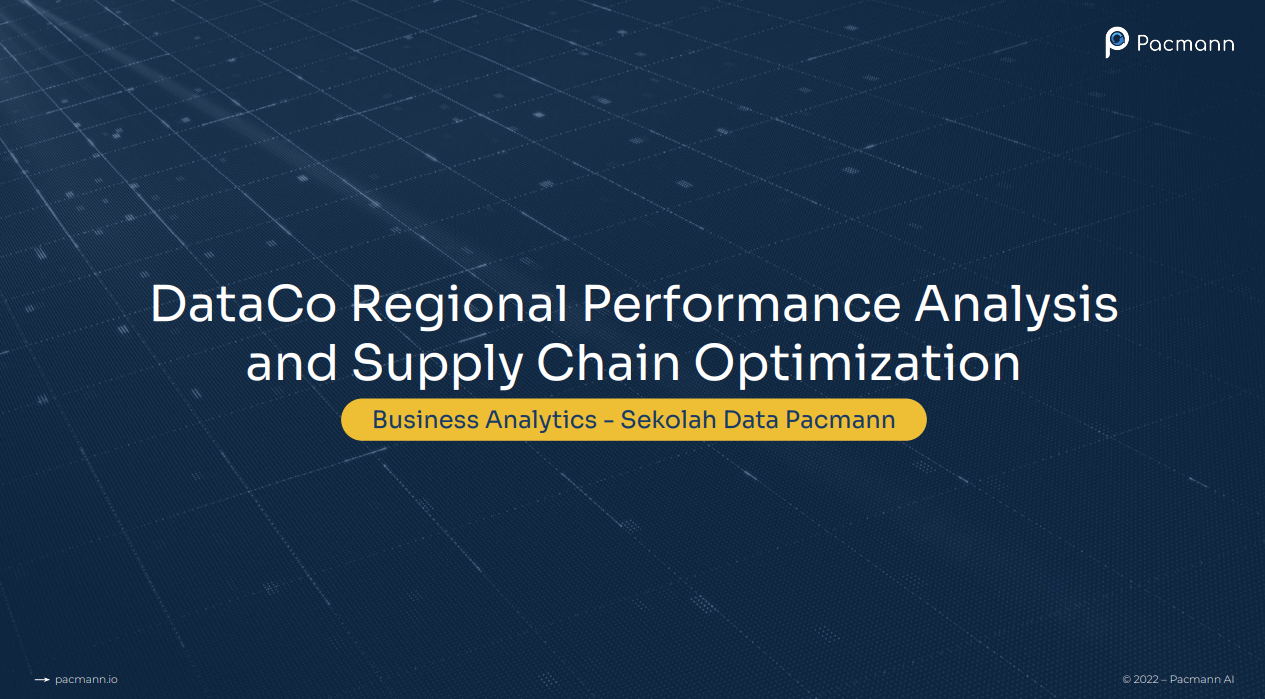 Pacmann
DataCo Regional Performance Analysis
and Supply Chain Optimization
Business Analytics - Sekolah Data Pacmann
pacmann.io
© 2022 – Pacmann AI